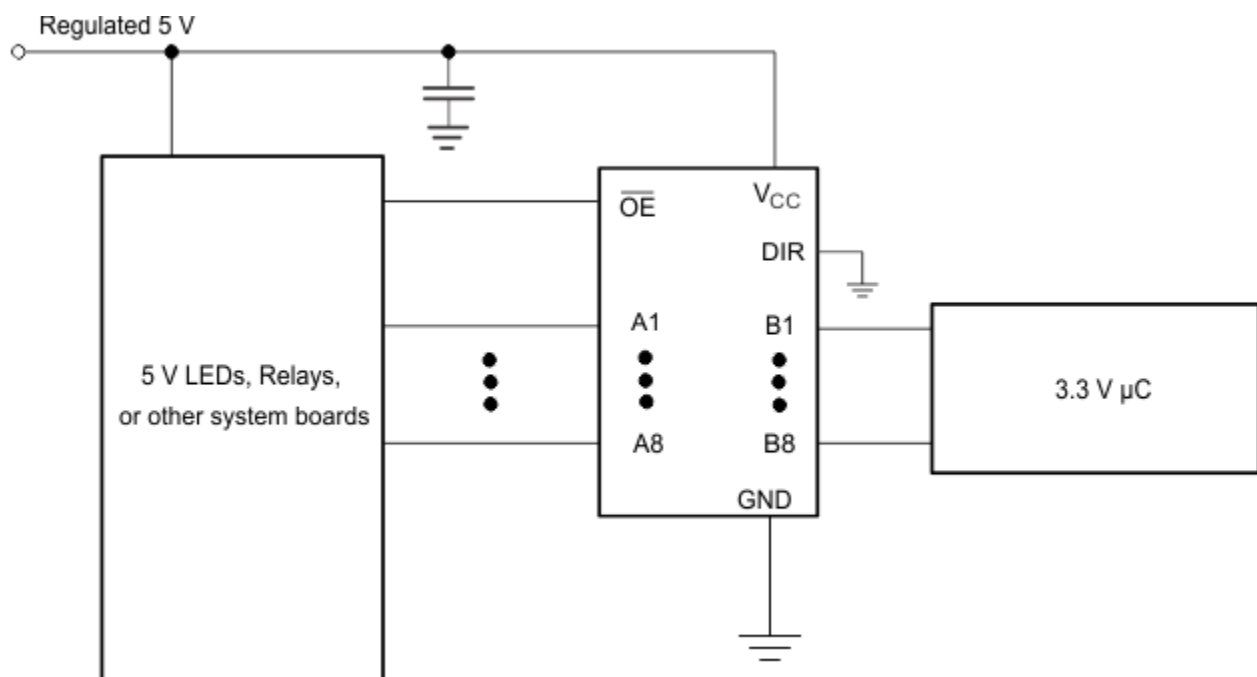 Regulated 5 V
OE
VCC
DIR
A1
B1
5 V LEDs, Relays,
or other system boards
3.3 V µC
A8
B8
GND